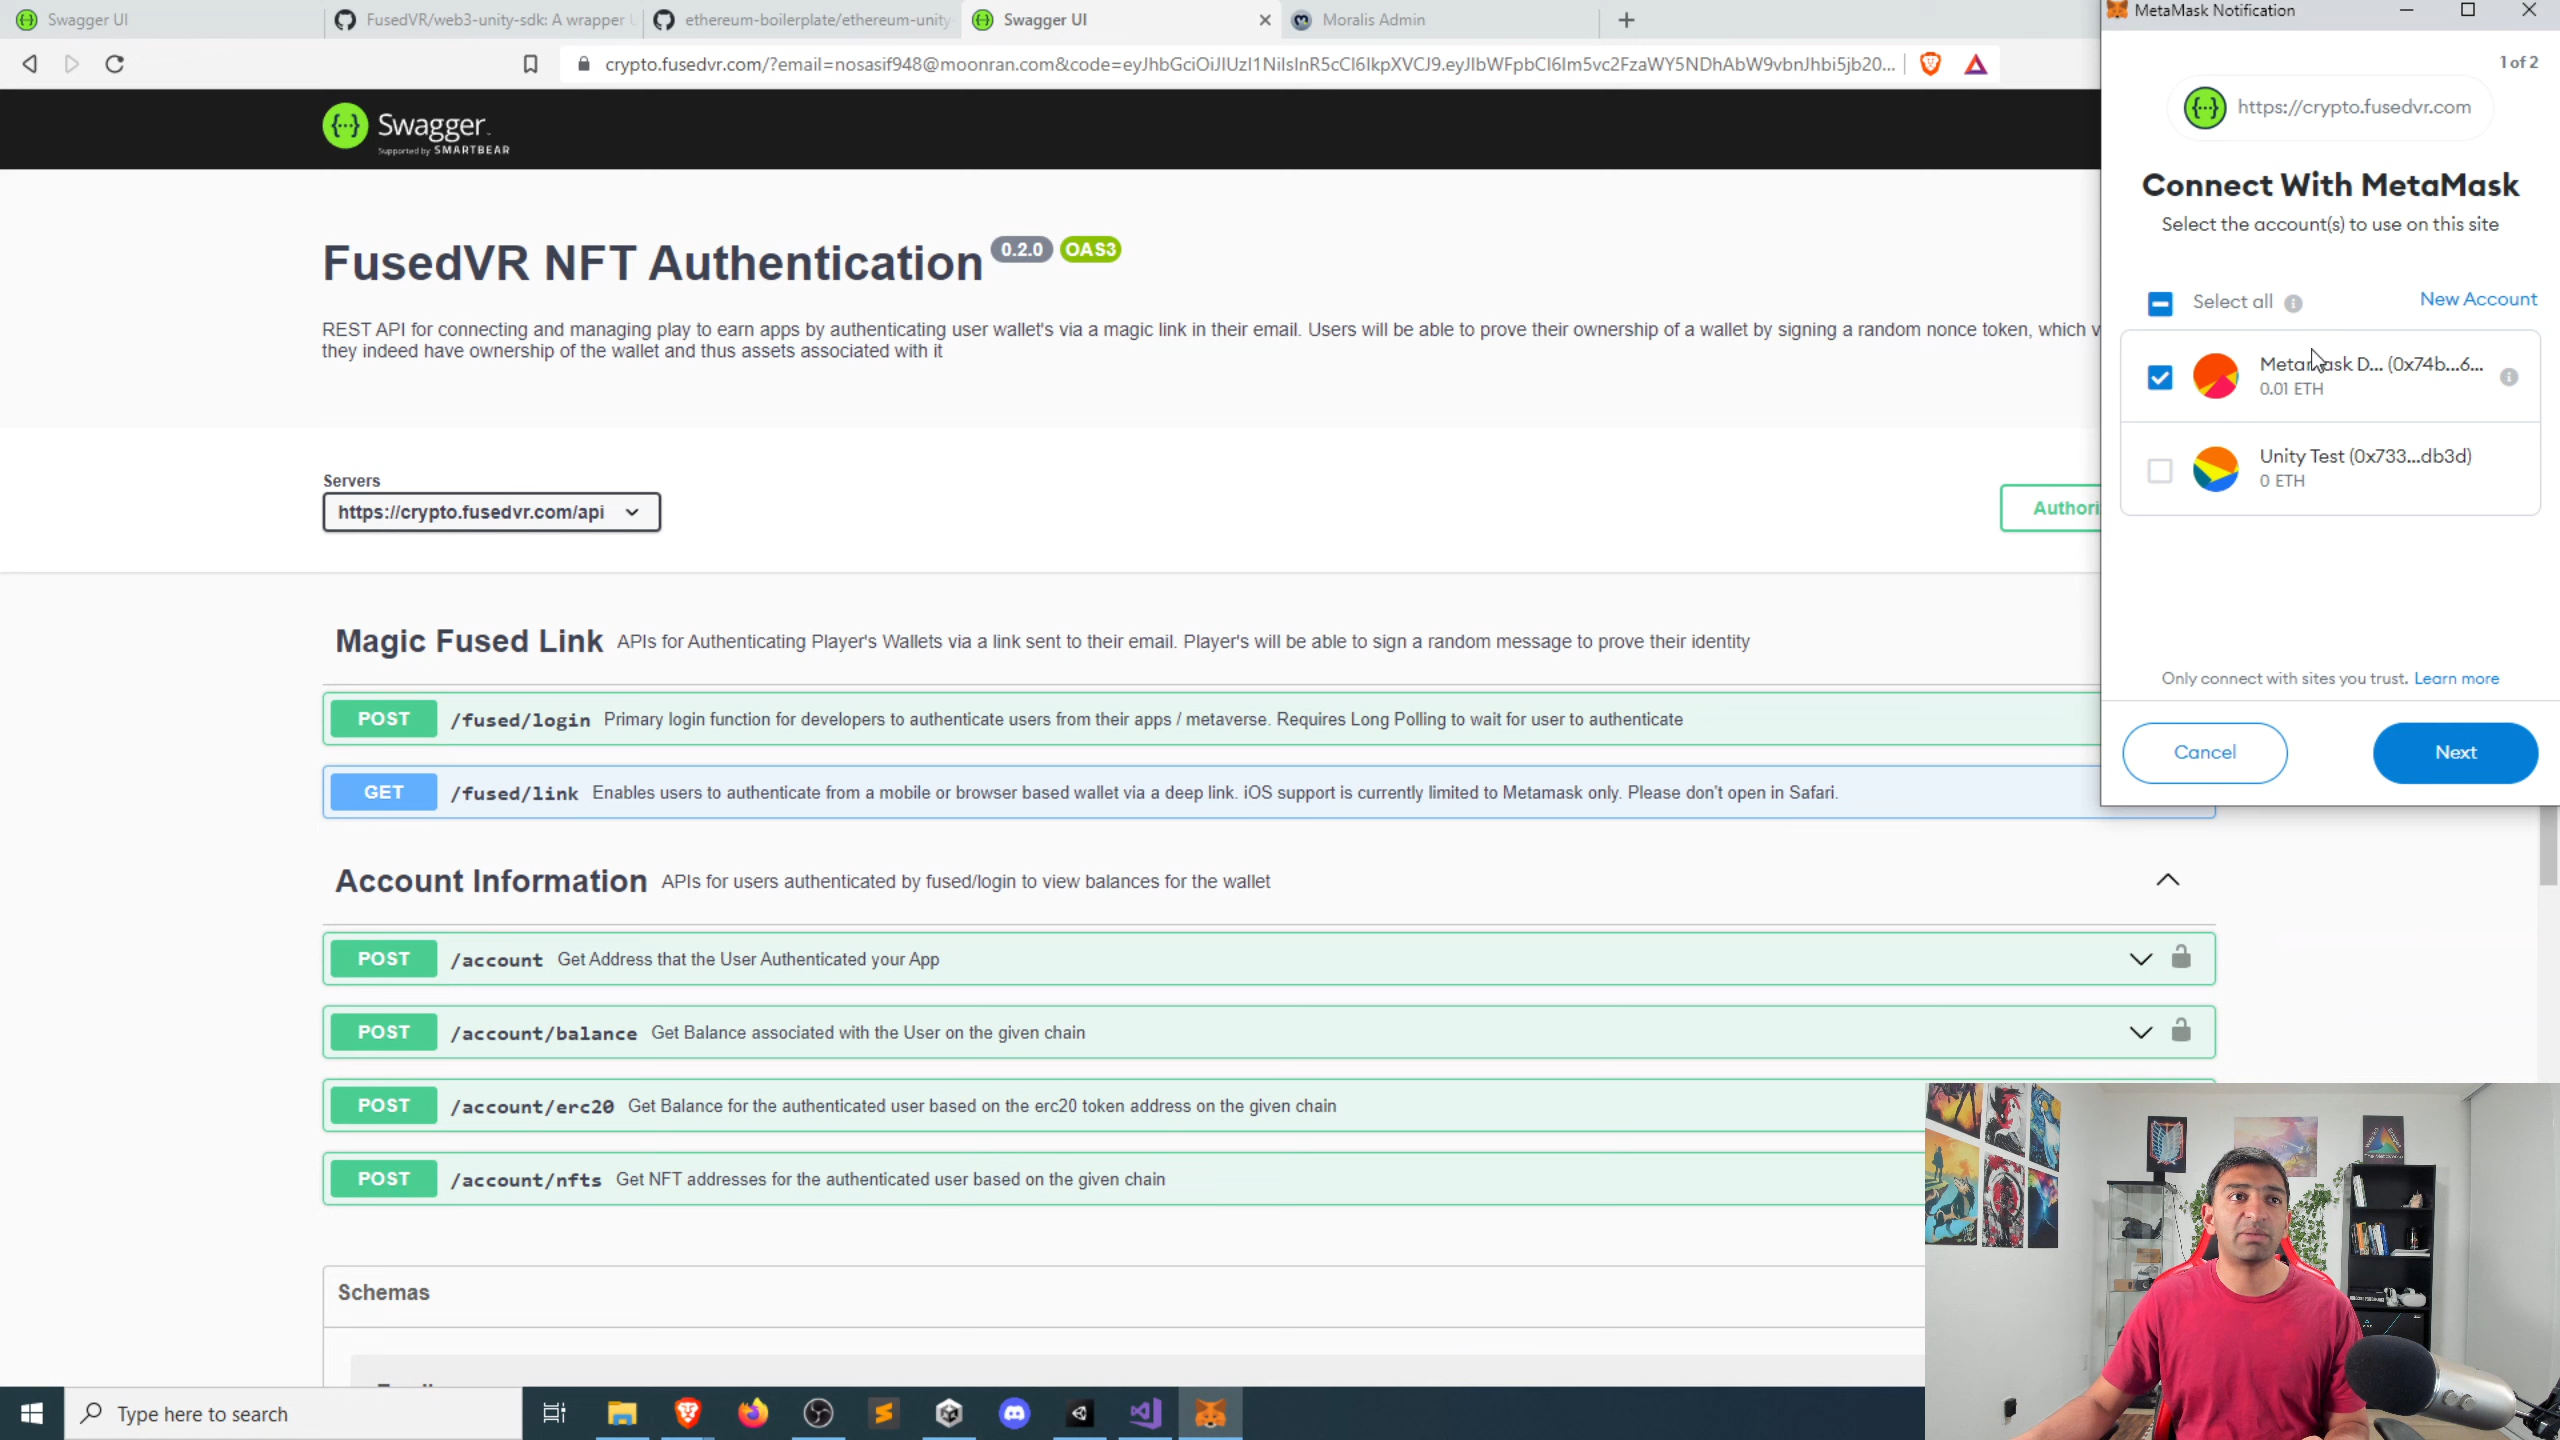 Swagger UI
FusedVR/web3-unity-sdk: A wrapper
ethereum-boilerplate/ethereum-unity-
Swagger UI
Moralis Admin
crypto.fusedvr.com/?email=nosasif948@moonran.com&code=eyJhbGciOiJIUzI1NiIsInR5cCI6IkpXVCJ9.eyJlbWFpbCI6Im5vc2FzaWY5NDhAbW9vbnJhbi5jb20...
Swagger
Supported by SMARTBEAR
FusedVR NFT Authentication 0.2.0 OAS3
REST API for connecting and managing play to earn apps by authenticating user wallet's via a magic link in their email. Users will be able to prove their ownership of a wallet by signing a random nonce token, which v
they indeed have ownership of the wallet and thus assets associated with it
Servers
https://crypto.fusedvr.com/api
Authori
Magic Fused Link APIs for Authenticating Player's Wallets via a link sent to their email. Player's will be able to sign a random message to prove their identity
POST /fused/login Primary login function for developers to authenticate users from their apps / metaverse. Requires Long Polling to wait for user to authenticate
GET /fused/link Enables users to authenticate from a mobile or browser based wallet via a deep link. iOS support is currently limited to Metamask only. Please don't open in Safari.
Account Information APIs for users authenticated by fused/login to view balances for the wallet
POST /account Get Address that the User Authenticated your App
POST /account/balance Get Balance associated with the User on the given chain
POST /account/erc20 Get Balance for the authenticated user based on the erc20 token address on the given chain
POST /account/nfts Get NFT addresses for the authenticated user based on the given chain
Schemas
MetaMask Notification
1 of 2
https://crypto.fusedvr.com
Connect With MetaMask
Select the account(s) to use on this site
Select all
New Account
Metamask D... (0x74b...6...
0.01 ETH
Unity Test (0x733...db3d)
0 ETH
Only connect with sites you trust. Learn more
Cancel
Next
Type here to search